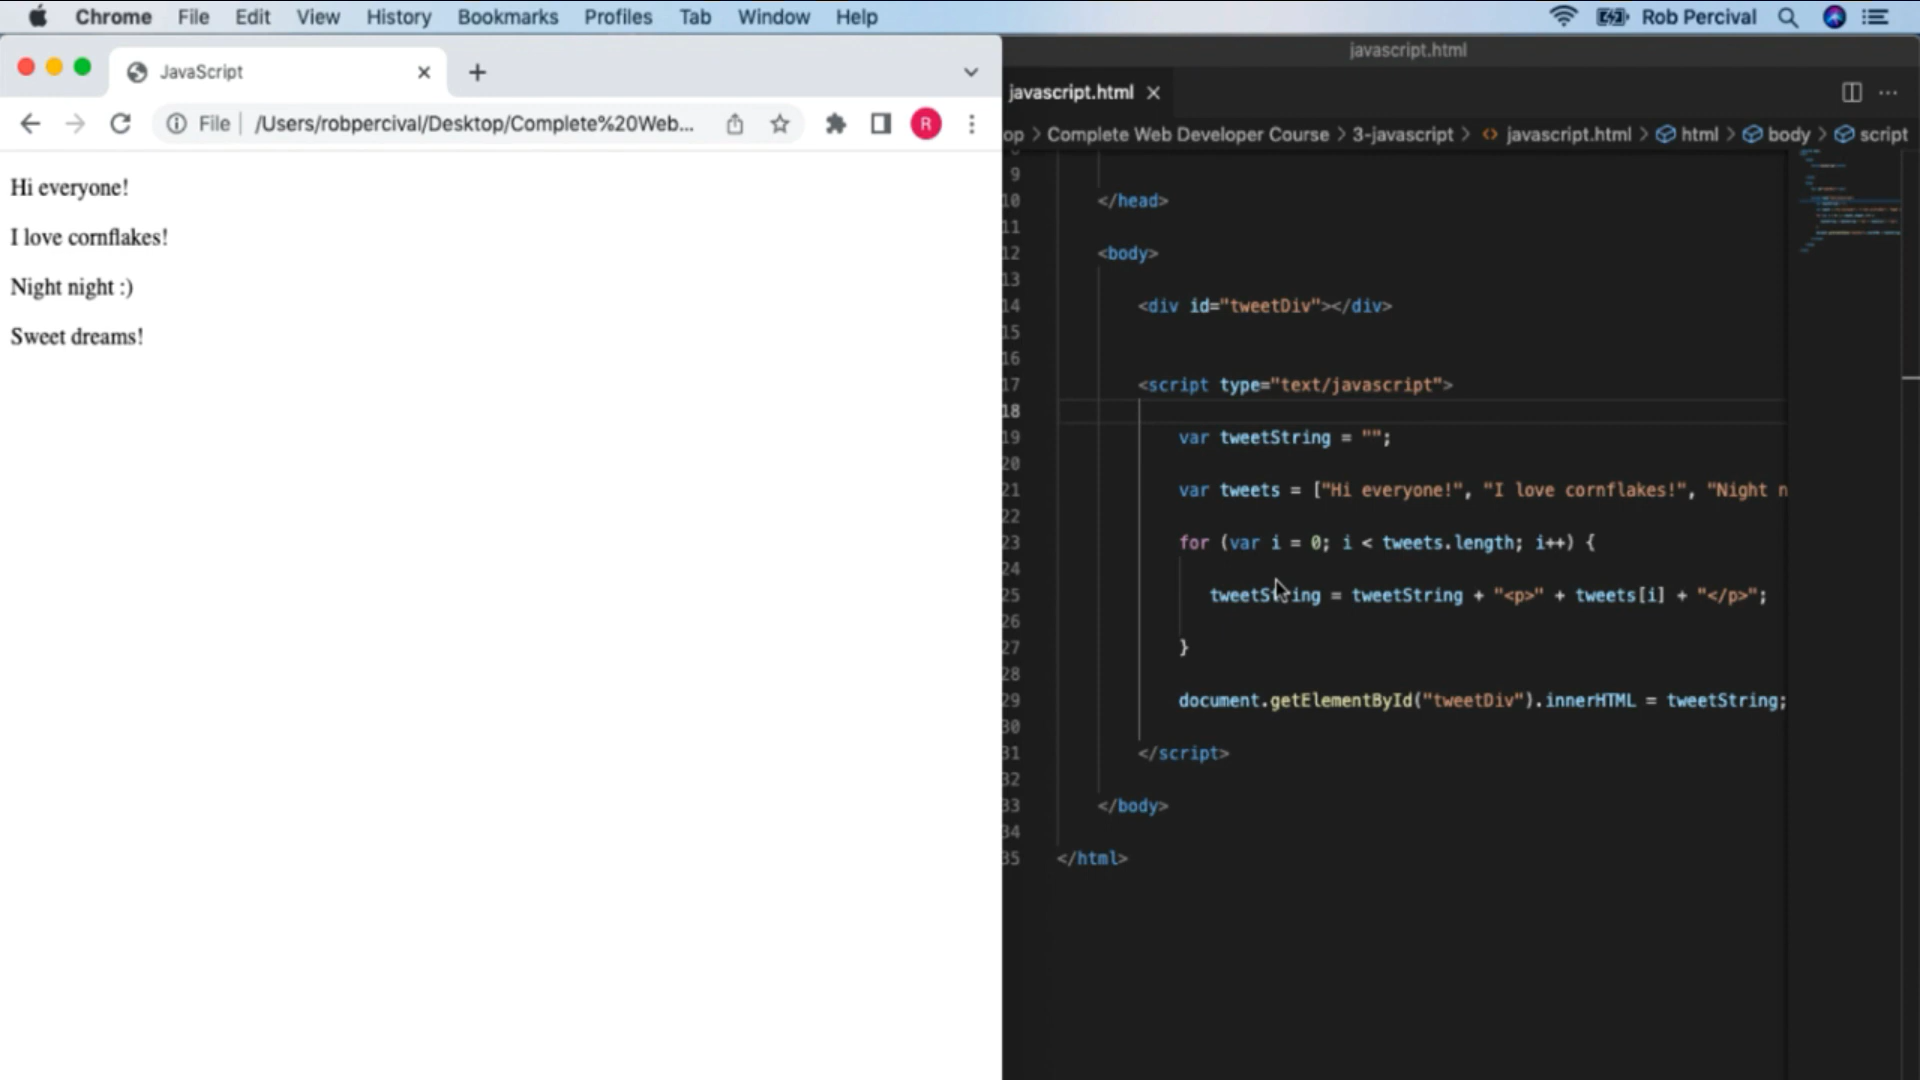 Chrome File Edit View History Bookmarks Profiles Tab Window Help Rob Percival
JavaScript
File /Users/robpercival/Desktop/Complete%20Web...
R
Hi everyone!
I love cornflakes!
Night night :)
Sweet dreams!
javascript.html
javascript.html
op > Complete Web Developer Course > 3-javascript > javascript.html > html > body > script
9
10 </head>
11
12 <body>
13
14 <div id="tweetDiv"></div>
15
16
17 <script type="text/javascript">
18
19 var tweetString = "";
20
21 var tweets = ["Hi everyone!", "I love cornflakes!", "Night n
22
23 for (var i = 0; i < tweets.length; i++) {
24
25 tweetString = tweetString + "<p>" + tweets[i] + "</p>";
26
27 }
28
29 document.getElementById("tweetDiv").innerHTML = tweetString;
30
31 </script>
32
33 </body>
34
35 </html>